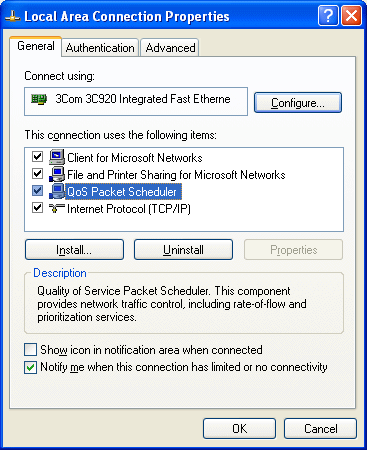 Local Area Connection Properties
General Authentication Advanced
Connect using:
3Com 3C920 Integrated Fast Etherne
Configure...
This connection uses the following items:
Client for Microsoft Networks
File and Printer Sharing for Microsoft Networks
QoS Packet Scheduler
Internet Protocol (TCP/IP)
Install... Uninstall Properties
Description
Quality of Service Packet Scheduler. This component
provides network traffic control, including rate-of-flow and
prioritization services.
Show icon in notification area when connected
Notify me when this connection has limited or no connectivity
OK Cancel